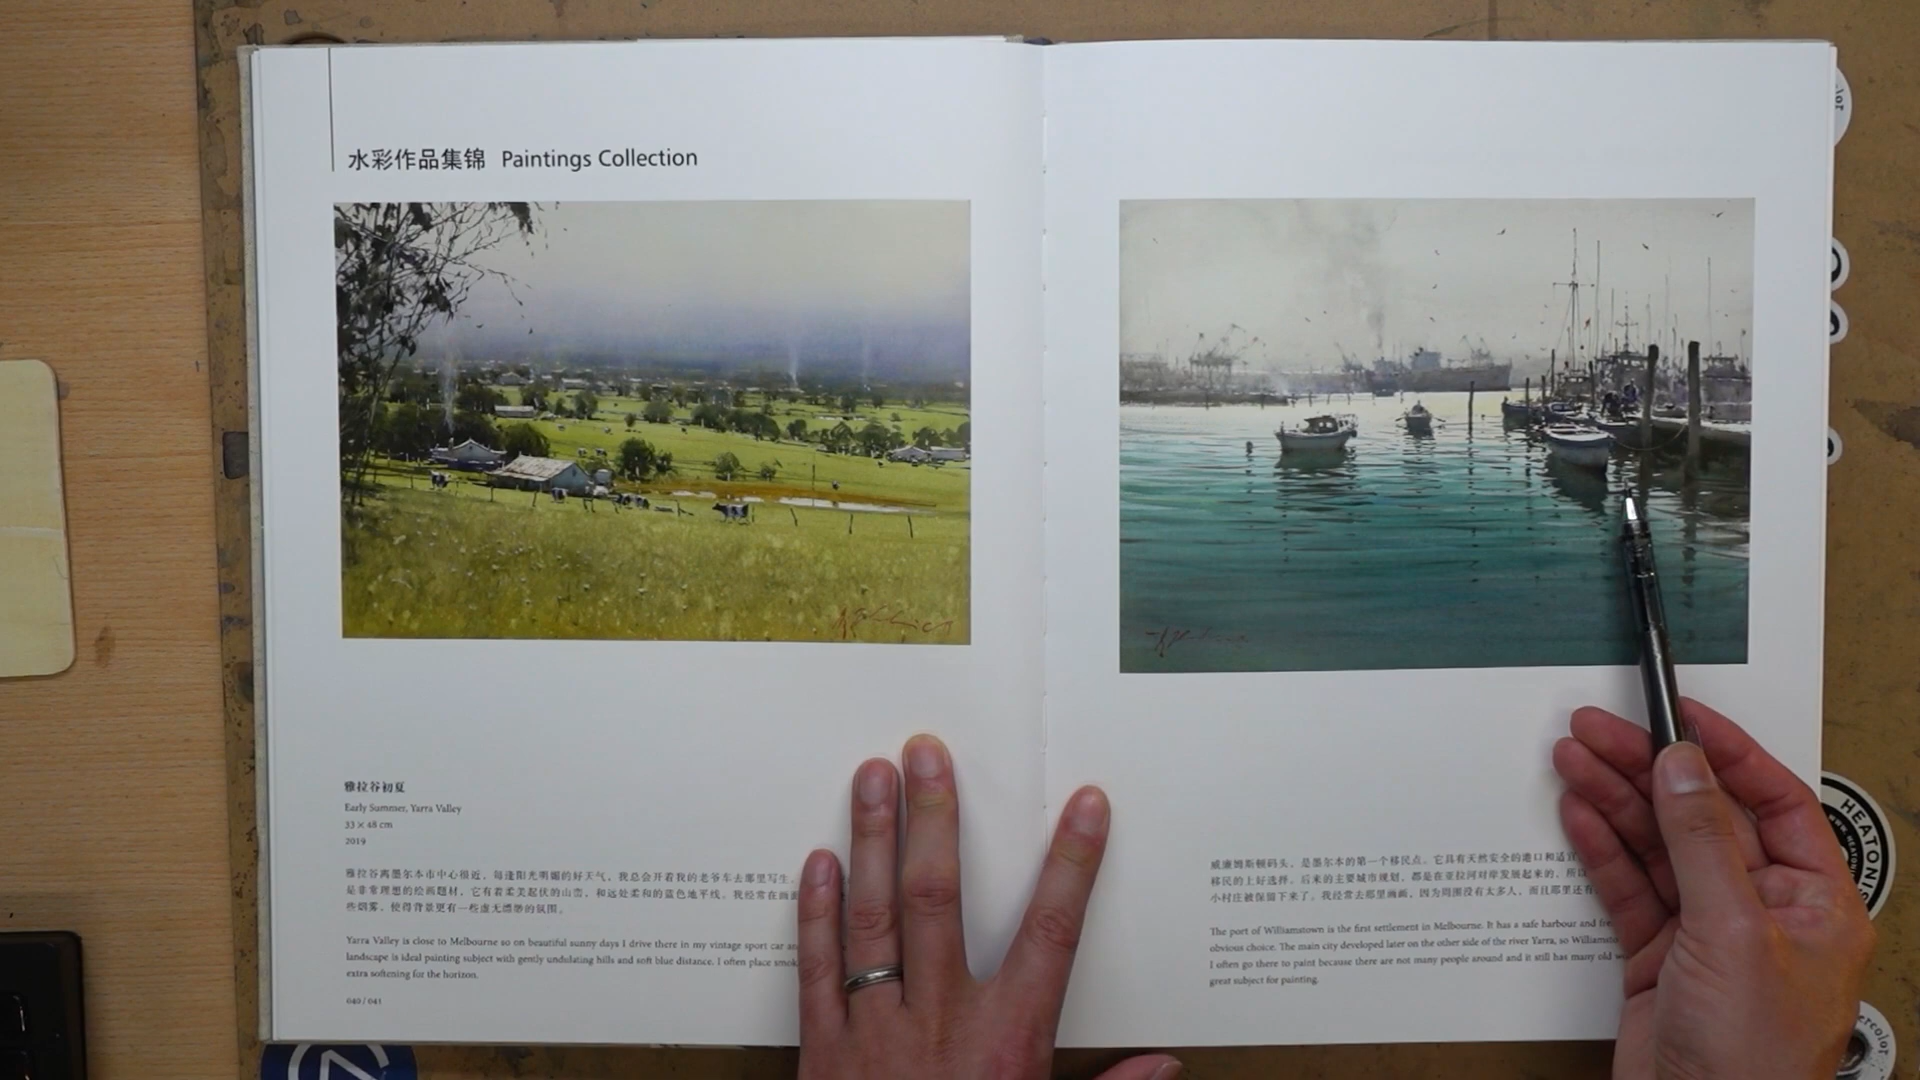 水彩作品集锦 Paintings Collection
雅拉谷初夏
Early Summer, Yarra Valley
33 × 48 cm
2019
雅拉谷离墨尔本市中心很近，每逢阳光明媚的好天气，我总会开着我的老爷车去那里写生。
是非常理想的绘画题材，它有着柔美起伏的山峦，和远处柔和的蓝色地平线。我经常在画面
些烟雾，使得背景更有一些虚无缥缈的氛围。
Yarra Valley is close to Melbourne so on beautiful sunny days I drive there in my vintage sport car
landscape is ideal painting subject with gently undulating hills and soft blue distance. I often place
extra softening for the horizon.
040 / 041
威廉姆斯顿码头，是墨尔本的第一个移民点。它具有天然安全的港口和适宜
移民的上好选择。后来的主要城市规划，都是在亚拉河对岸发展起来的，所以
小村庄被保留下来了。我经常去那里画画，因为周围没有太多人，而且那里还有
The port of Williamstown is the first settlement in Melbourne. It has a safe harbour and
obvious choice. The main city developed later on the other side of the river Yarra, so
I often go there to paint because there are not many people around and it still has many old
great subject for painting.
HEATONIS